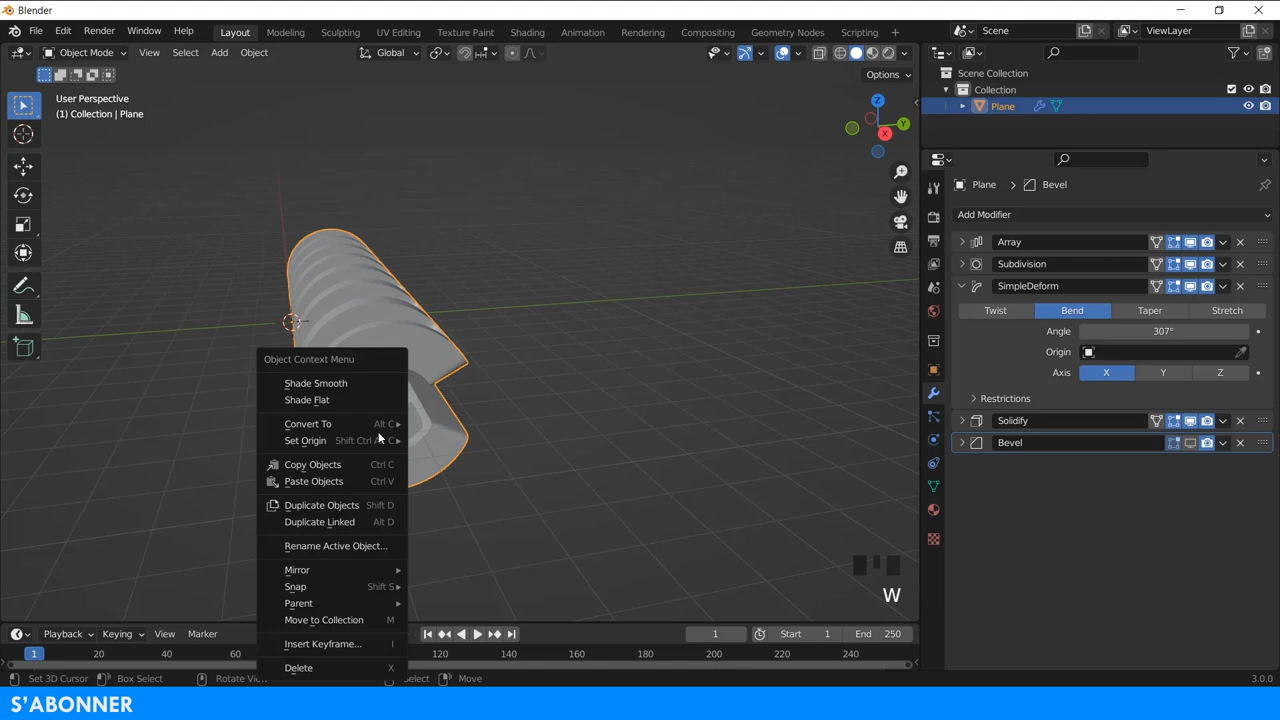 Blender
File Edit Render Window Help Layout Modeling Sculpting UV Editing Texture Paint Shading Animation Rendering Compositing Geometry Nodes Scripting + Scene ViewLayer
Object Mode View Select Add Object Global
Options
User Perspective
(1) Collection | Plane
Z
Y
X
Scene Collection
Collection
Plane
Plane > Bevel
Add Modifier
Array
Subdivision
SimpleDeform
Twist Bend Taper Stretch
Angle 307°
Origin
Axis X Y Z
Restrictions
Solidify
Bevel
Object Context Menu
Shade Smooth
Shade Flat
Convert To Alt C
Set Origin Shift Ctrl A C
Copy Objects Ctrl C
Paste Objects Ctrl V
Duplicate Objects Shift D
Duplicate Linked Alt D
Rename Active Object...
Mirror
Snap Shift S
Parent
Move to Collection M
Insert Keyframe... I
Delete X
W
Playback Keying View Marker 1 Start 1 End 250
1 20 40 60 120 140 160 180 200 220 240
Set 3D Cursor Box Select Rotate View Select Move 3.0.0
S'ABONNER